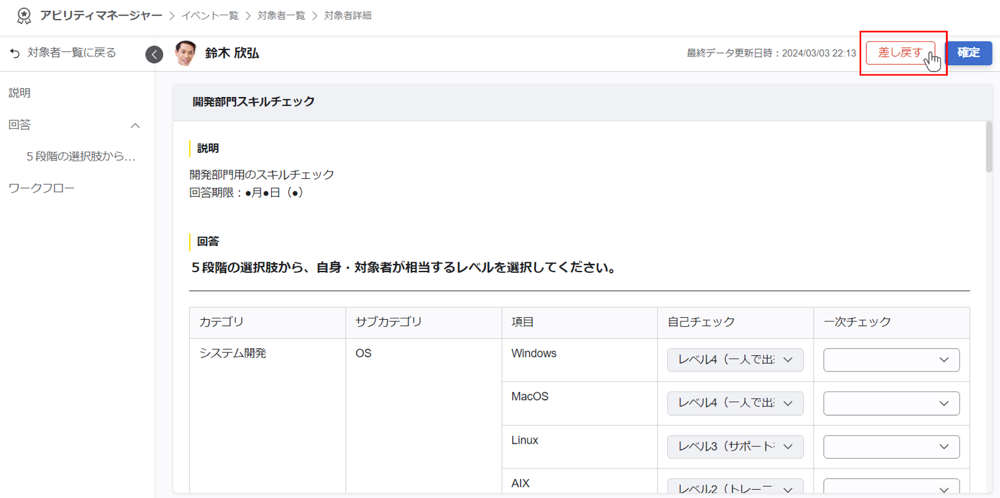 アビリティマネージャー > イベント一覧 > 対象者一覧 > 対象者詳細
対象者一覧に戻る
鈴木 欣弘
最終データ更新日時：2024/03/03 22:13
差し戻す
確定
説明
回答
５段階の選択肢から...
ワークフロー
開発部門スキルチェック
説明
開発部門用のスキルチェック
回答期限：●月●日（●）
回答
５段階の選択肢から、自身・対象者が相当するレベルを選択してください。
カテゴリ サブカテゴリ 項目 自己チェック 一次チェック
システム開発 OS Windows レベル4（一人で出
MacOS レベル4（一人で出
Linux レベル3（サポート
AIX レベル2（トレーニ